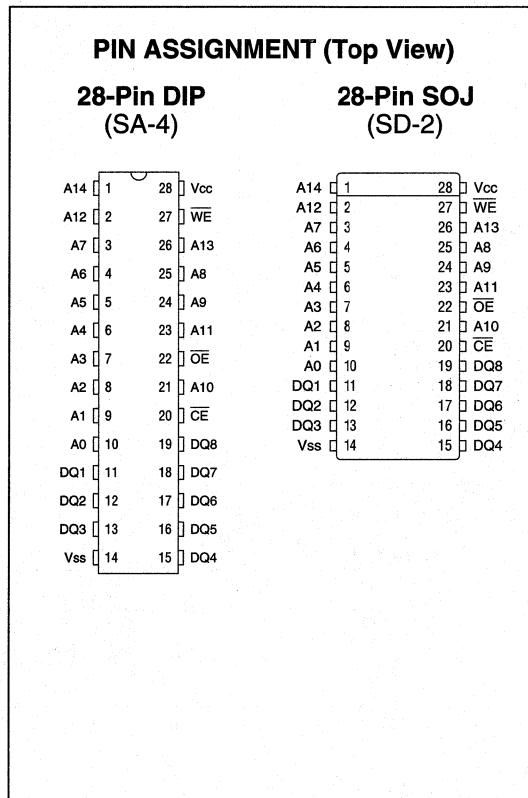 PIN ASSIGNMENT (Top View)
28-Pin DIP
(SA-4)
A14 1 28 Vcc
A12 2 27 W̅E̅
A7 3 26 A13
A6 4 25 A8
A5 5 24 A9
A4 6 23 A11
A3 7 22 O̅E̅
A2 8 21 A10
A1 9 20 C̅E̅
A0 10 19 DQ8
DQ1 11 18 DQ7
DQ2 12 17 DQ6
DQ3 13 16 DQ5
Vss 14 15 DQ4
28-Pin SOJ
(SD-2)
A14 1 28 Vcc
A12 2 27 W̅E̅
A7 3 26 A13
A6 4 25 A8
A5 5 24 A9
A4 6 23 A11
A3 7 22 O̅E̅
A2 8 21 A10
A1 9 20 C̅E̅
A0 10 19 DQ8
DQ1 11 18 DQ7
DQ2 12 17 DQ6
DQ3 13 16 DQ5
Vss 14 15 DQ4